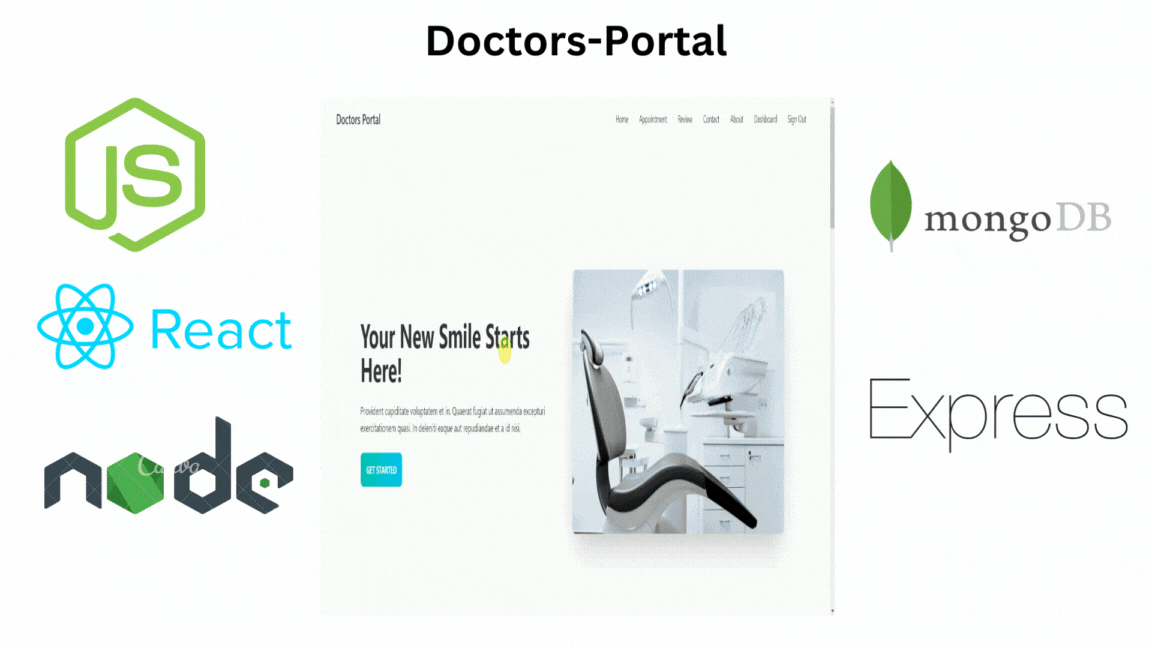 Doctors-Portal
JS
React
node
Canva
Doctors Portal
Home Appointment Review Contact About Dashboard Sign Out
Your New Smile Starts
Here!
Provident cupiditate voluptatem et in. Quaerat fugiat ut assumenda excepturi
exercitationem quasi. In deleniti eaque aut repudiandae et a id nisi.
GET STARTED
mongoDB
Express